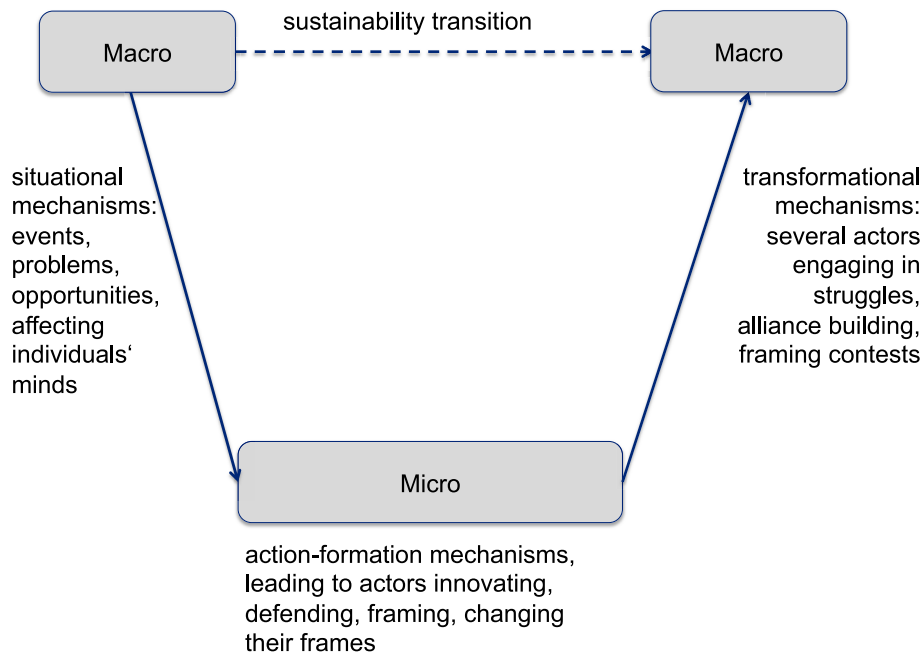 sustainability transition
Macro
Macro
situational
mechanisms:
events,
problems,
opportunities,
affecting
individuals‘
minds
transformational
mechanisms:
several actors
engaging in
struggles,
alliance building,
framing contests
Micro
action-formation mechanisms,
leading to actors innovating,
defending, framing, changing
their frames